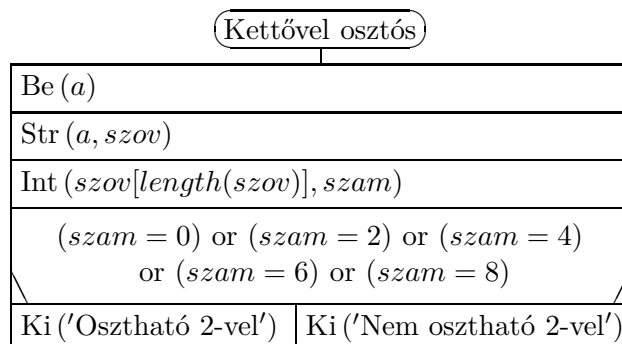 Kettővel osztós
Be (a)
Str (a, szov)
Int (szov[length(szov)], szam)
(szam = 0) or (szam = 2) or (szam = 4)
or (szam = 6) or (szam = 8)
Ki ('Osztható 2-vel') Ki ('Nem osztható 2-vel')